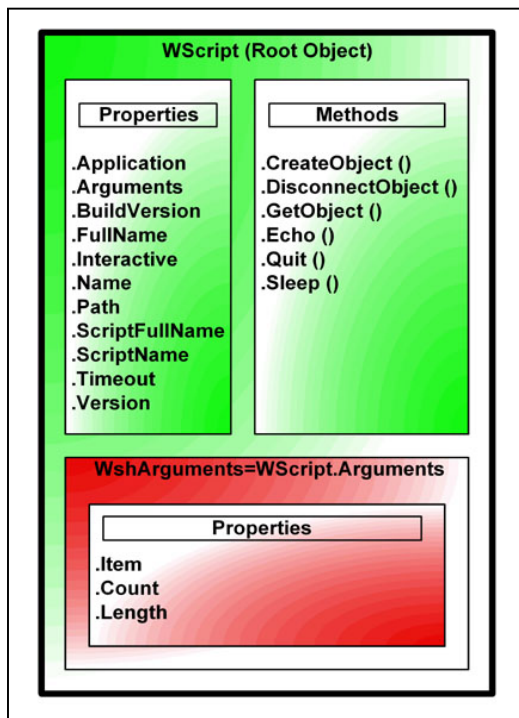 WScript (Root Object)
Properties
.Application
.Arguments
.BuildVersion
.FullName
.Interactive
.Name
.Path
.ScriptFullName
.ScriptName
.Timeout
.Version
Methods
.CreateObject ()
.DisconnectObject ()
.GetObject ()
.Echo ()
.Quit ()
.Sleep ()
WshArguments=WScript.Arguments
Properties
.Item
.Count
.Length